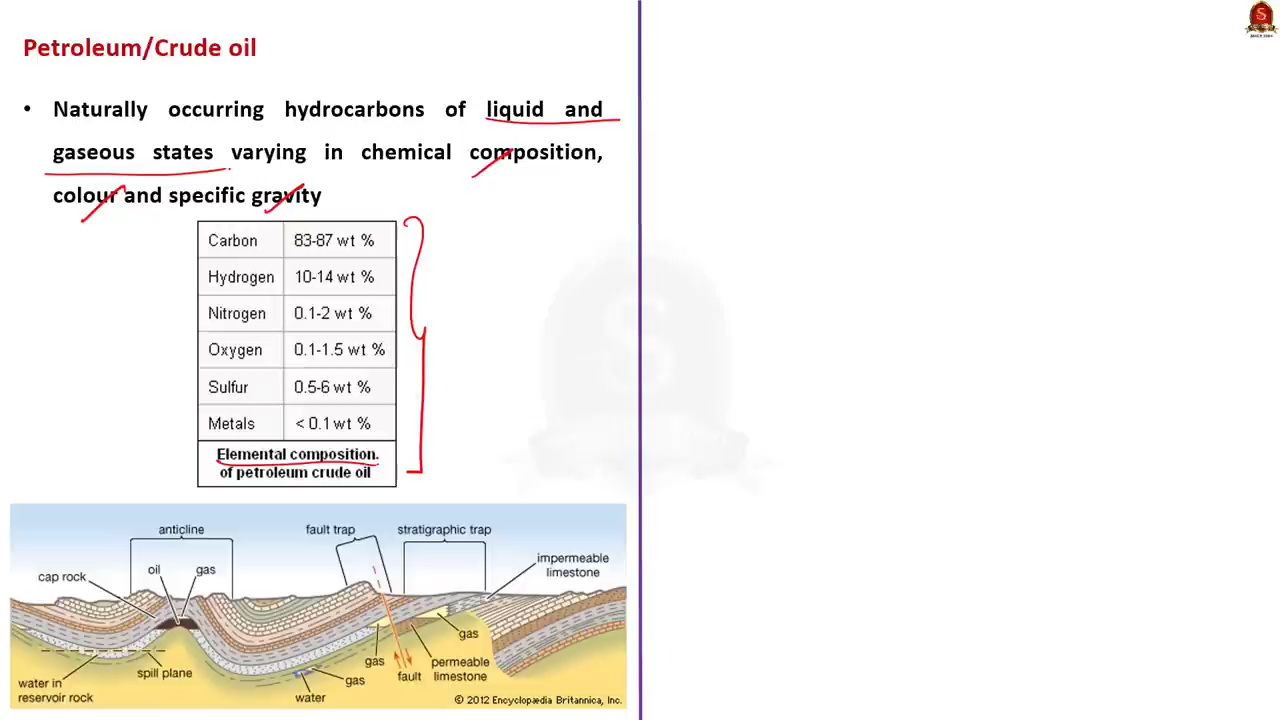 Petroleum/Crude oil
• Naturally occurring hydrocarbons of liquid and
gaseous states varying in chemical composition,
colour and specific gravity
Carbon 83-87 wt %
Hydrogen 10-14 wt %
Nitrogen 0.1-2 wt %
Oxygen 0.1-1.5 wt %
Sulfur 0.5-6 wt %
Metals < 0.1 wt %
Elemental composition
of petroleum crude oil
anticline
fault trap
stratigraphic trap
impermeable
limestone
cap rock
oil
gas
gas
gas
permeable
limestone
fault
spill plane
gas
water in
reservoir rock
water
© 2012 Encyclopædia Britannica, Inc.
S